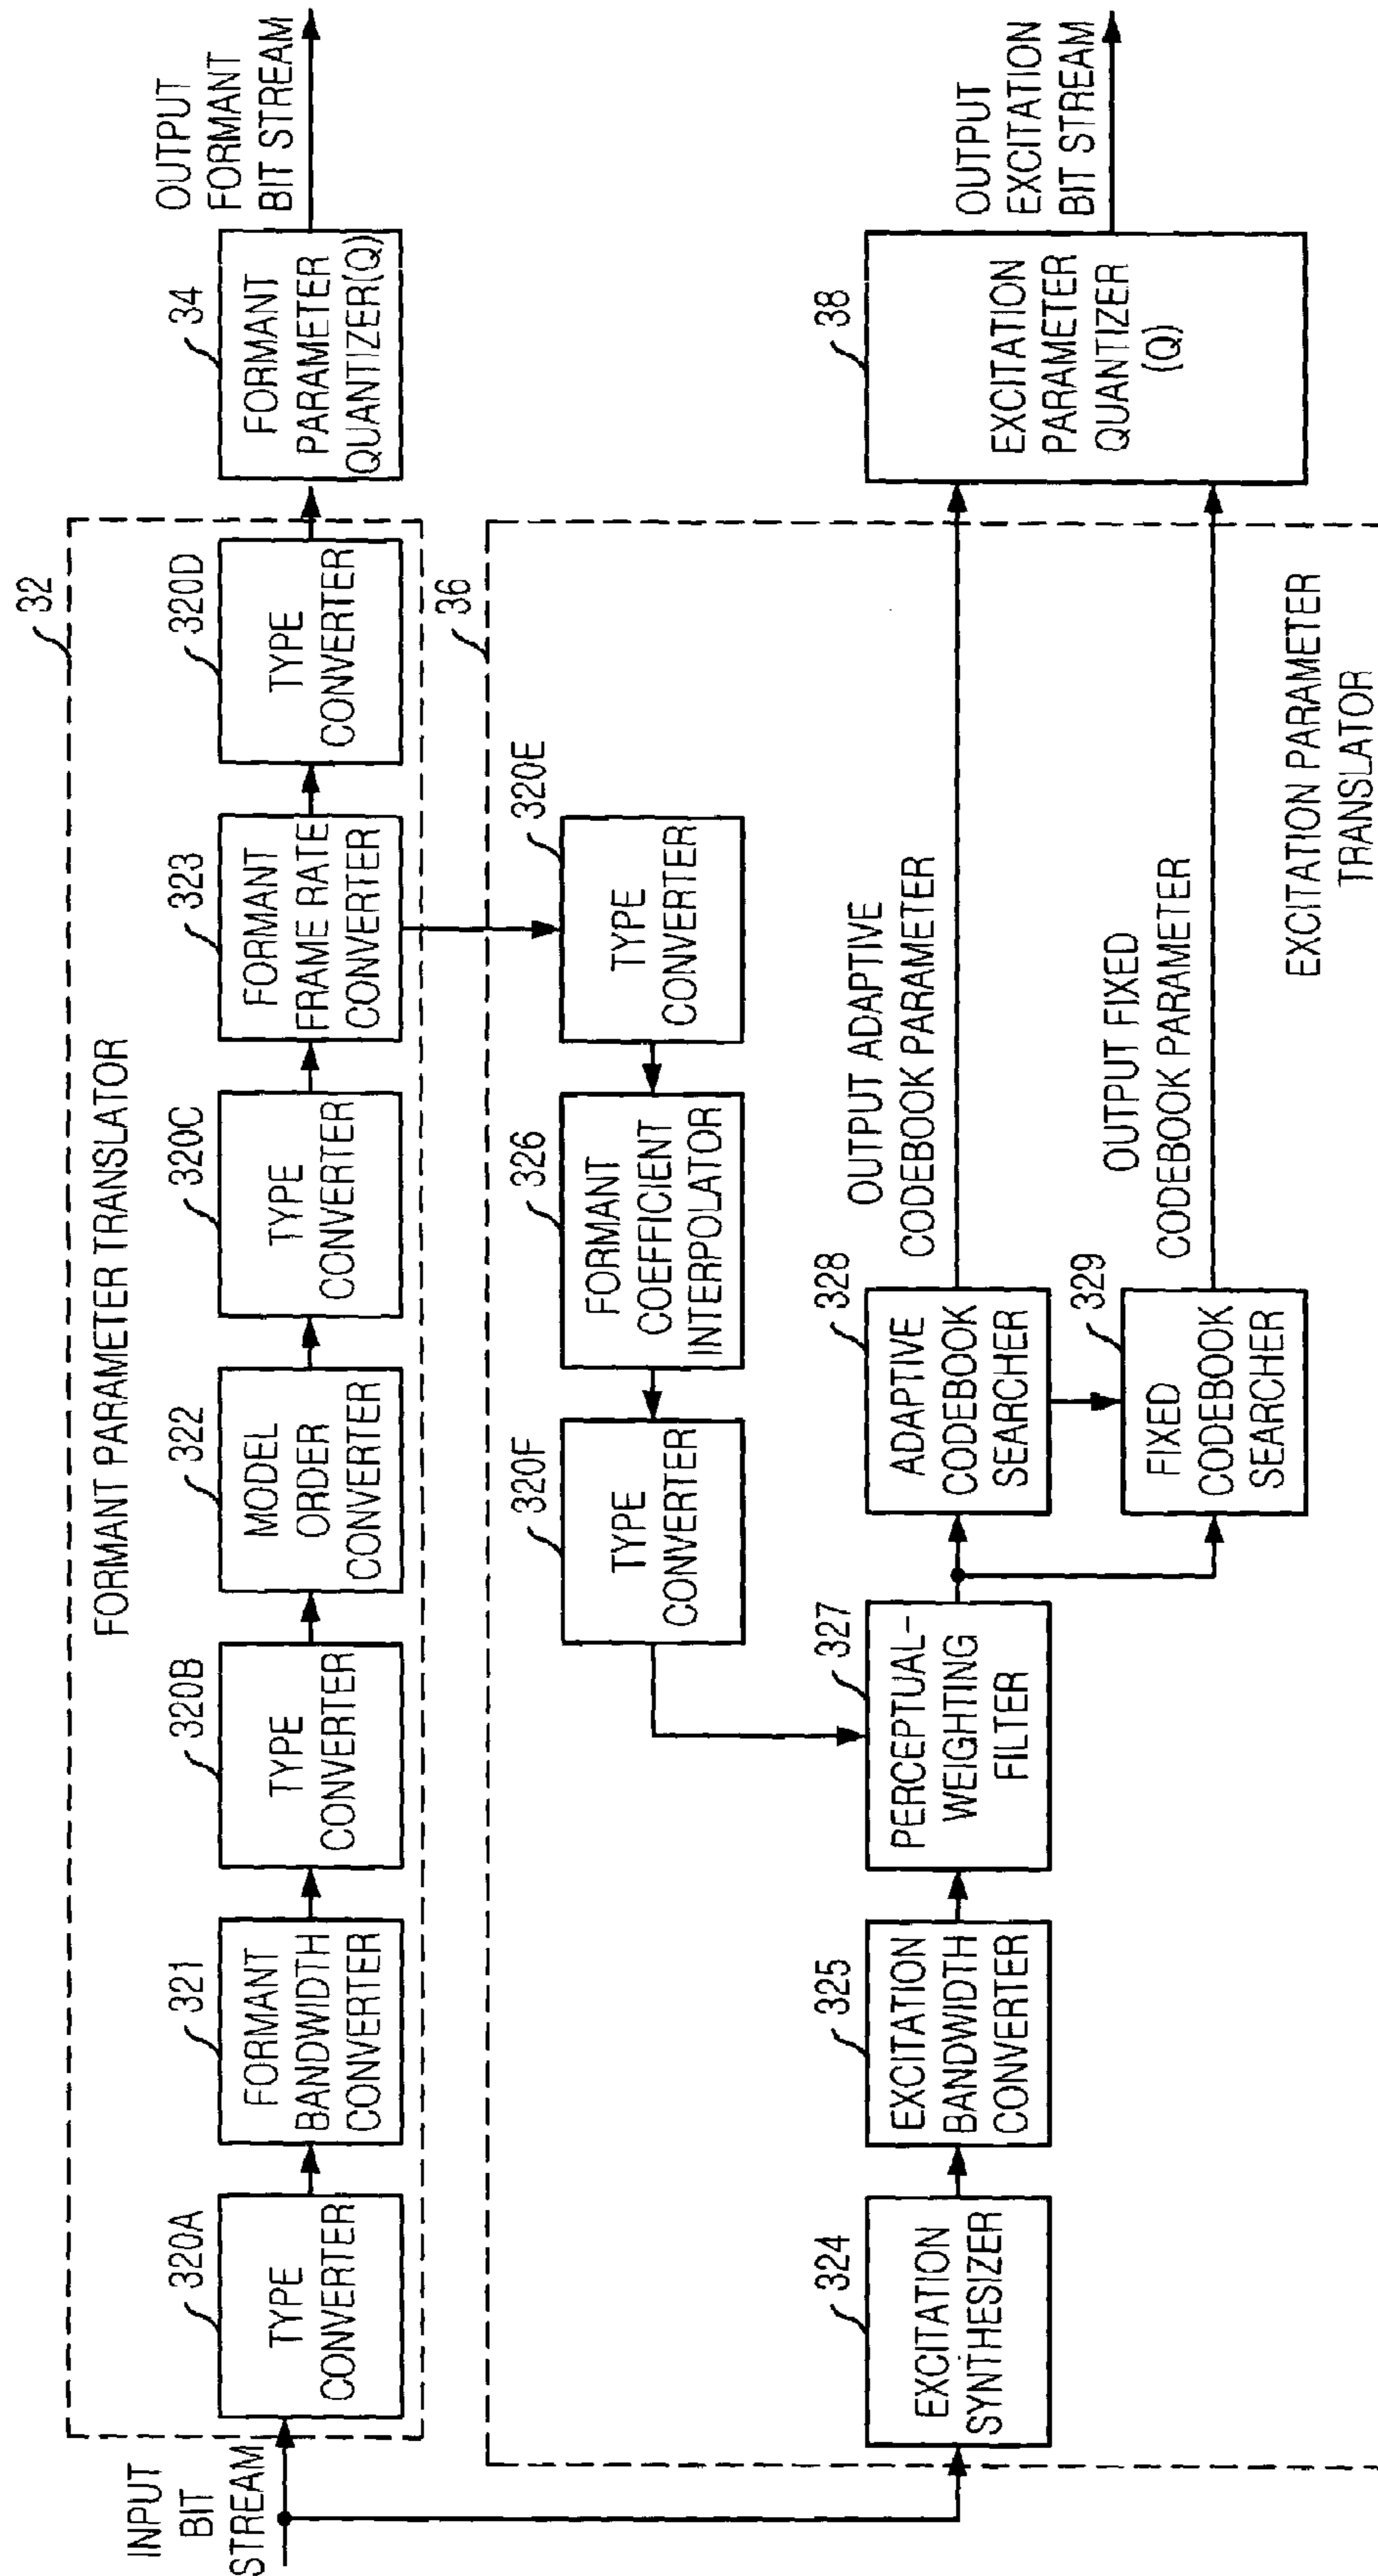 32
FORMANT PARAMETER TRANSLATOR
INPUT
BIT
STREAM
320A
TYPE
CONVERTER
321
FORMANT
BANDWIDTH
CONVERTER
320B
TYPE
CONVERTER
322
MODEL
ORDER
CONVERTER
320C
TYPE
CONVERTER
323
FORMANT
FRAME RATE
CONVERTER
320D
TYPE
CONVERTER
34
FORMANT
PARAMETER
QUANTIZER(Q)
OUTPUT
FORMANT
BIT STREAM
36
320E
TYPE
CONVERTER
326
FORMANT
COEFFICIENT
INTERPOLATOR
320F
TYPE
CONVERTER
324
EXCITATION
SYNTHESIZER
325
EXCITATION
BANDWIDTH
CONVERTER
327
PERCEPTUAL-
WEIGHTING
FILTER
328
ADAPTIVE
CODEBOOK
SEARCHER
329
FIXED
CODEBOOK
SEARCHER
OUTPUT ADAPTIVE
CODEBOOK PARAMETER
OUTPUT FIXED
CODEBOOK PARAMETER
38
EXCITATION
PARAMETER
QUANTIZER
(Q)
OUTPUT
EXCITATION
BIT STREAM
EXCITATION PARAMETER
TRANSLATOR